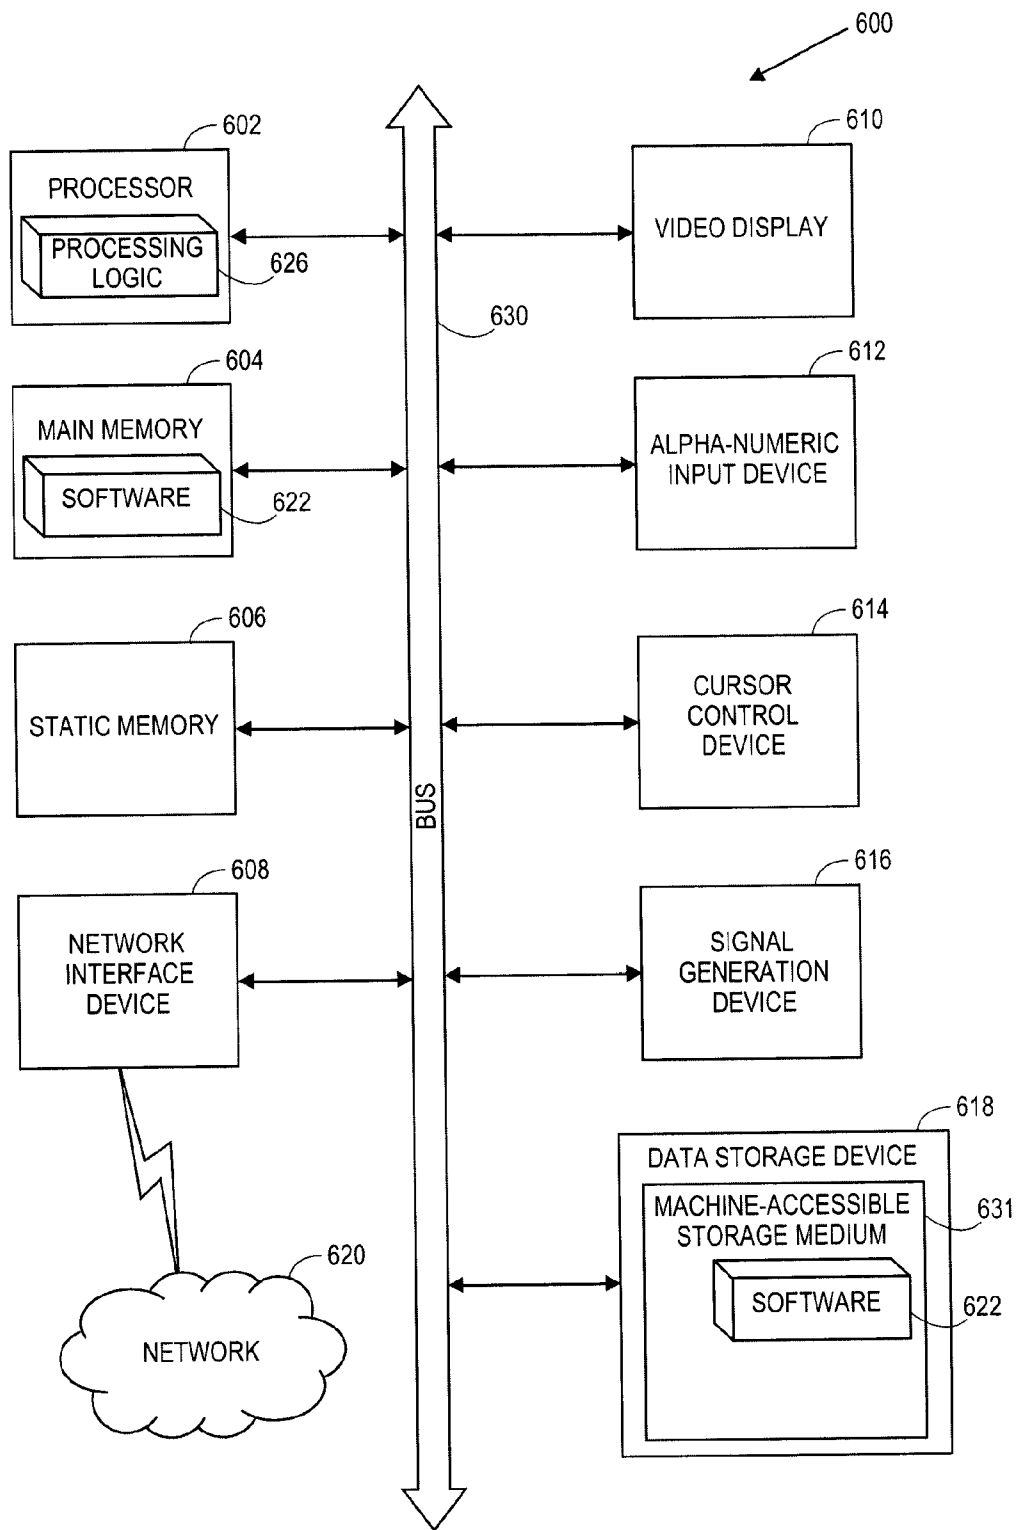 600
602
PROCESSOR
PROCESSING
LOGIC
626
610
VIDEO DISPLAY
630
604
MAIN MEMORY
SOFTWARE
622
612
ALPHA-NUMERIC
INPUT DEVICE
606
STATIC MEMORY
614
CURSOR
CONTROL
DEVICE
BUS
608
NETWORK
INTERFACE
DEVICE
616
SIGNAL
GENERATION
DEVICE
618
DATA STORAGE DEVICE
MACHINE-ACCESSIBLE
STORAGE MEDIUM
631
SOFTWARE
622
620
NETWORK